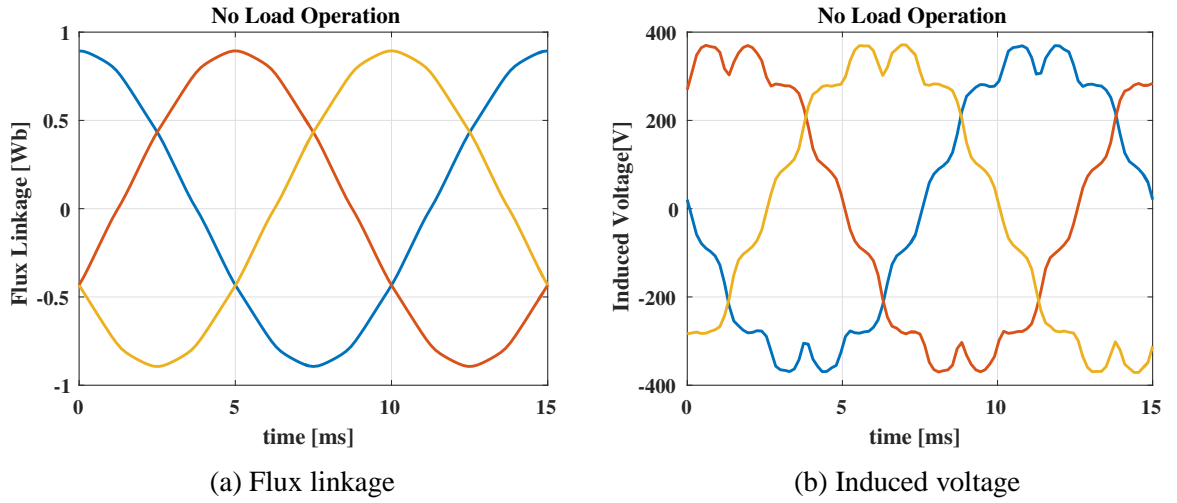 No Load Operation
1
0.5
0
-0.5
-1
Flux Linkage [Wb]
0 5 10 15
time [ms]
(a) Flux linkage
No Load Operation
400
200
0
-200
-400
Induced Voltage[V]
0 5 10 15
time [ms]
(b) Induced voltage